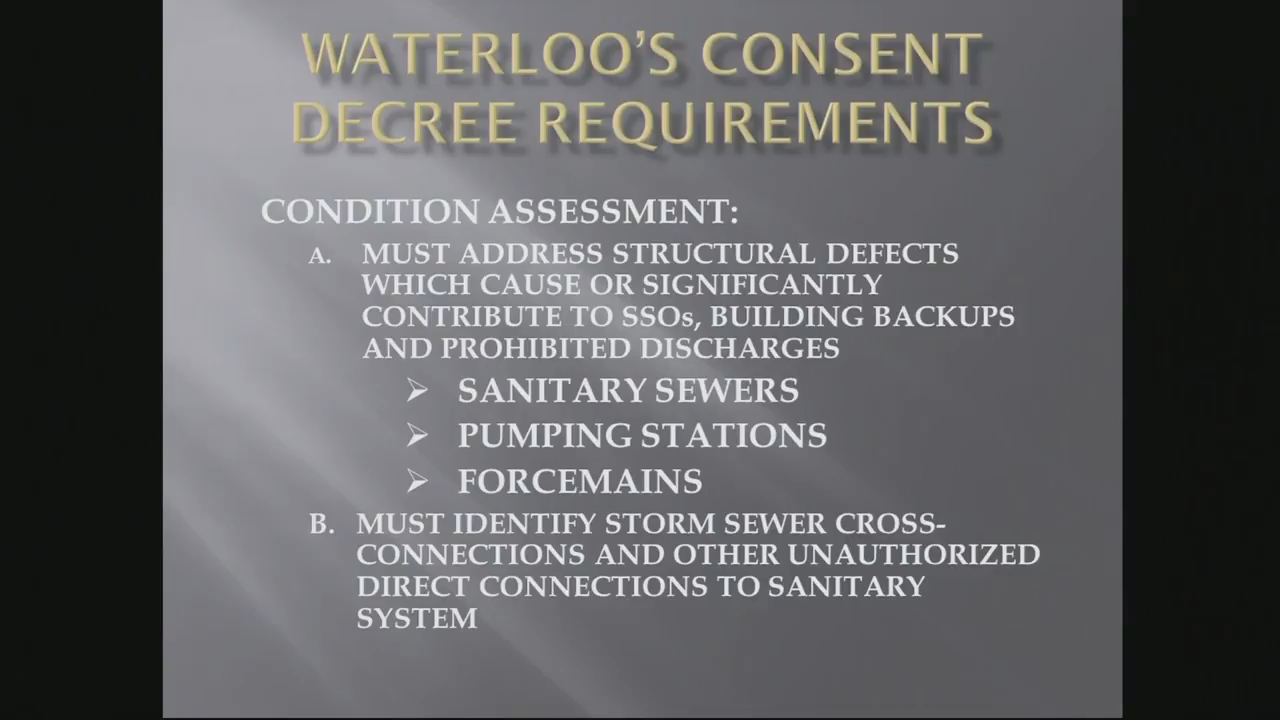 WATERLOO'S CONSENT
DECREE REQUIREMENTS
CONDITION ASSESSMENT:
A. MUST ADDRESS STRUCTURAL DEFECTS
WHICH CAUSE OR SIGNIFICANTLY
CONTRIBUTE TO SSOs, BUILDING BACKUPS
AND PROHIBITED DISCHARGES
➢ SANITARY SEWERS
➢ PUMPING STATIONS
➢ FORCEMAINS
B. MUST IDENTIFY STORM SEWER CROSS-
CONNECTIONS AND OTHER UNAUTHORIZED
DIRECT CONNECTIONS TO SANITARY
SYSTEM